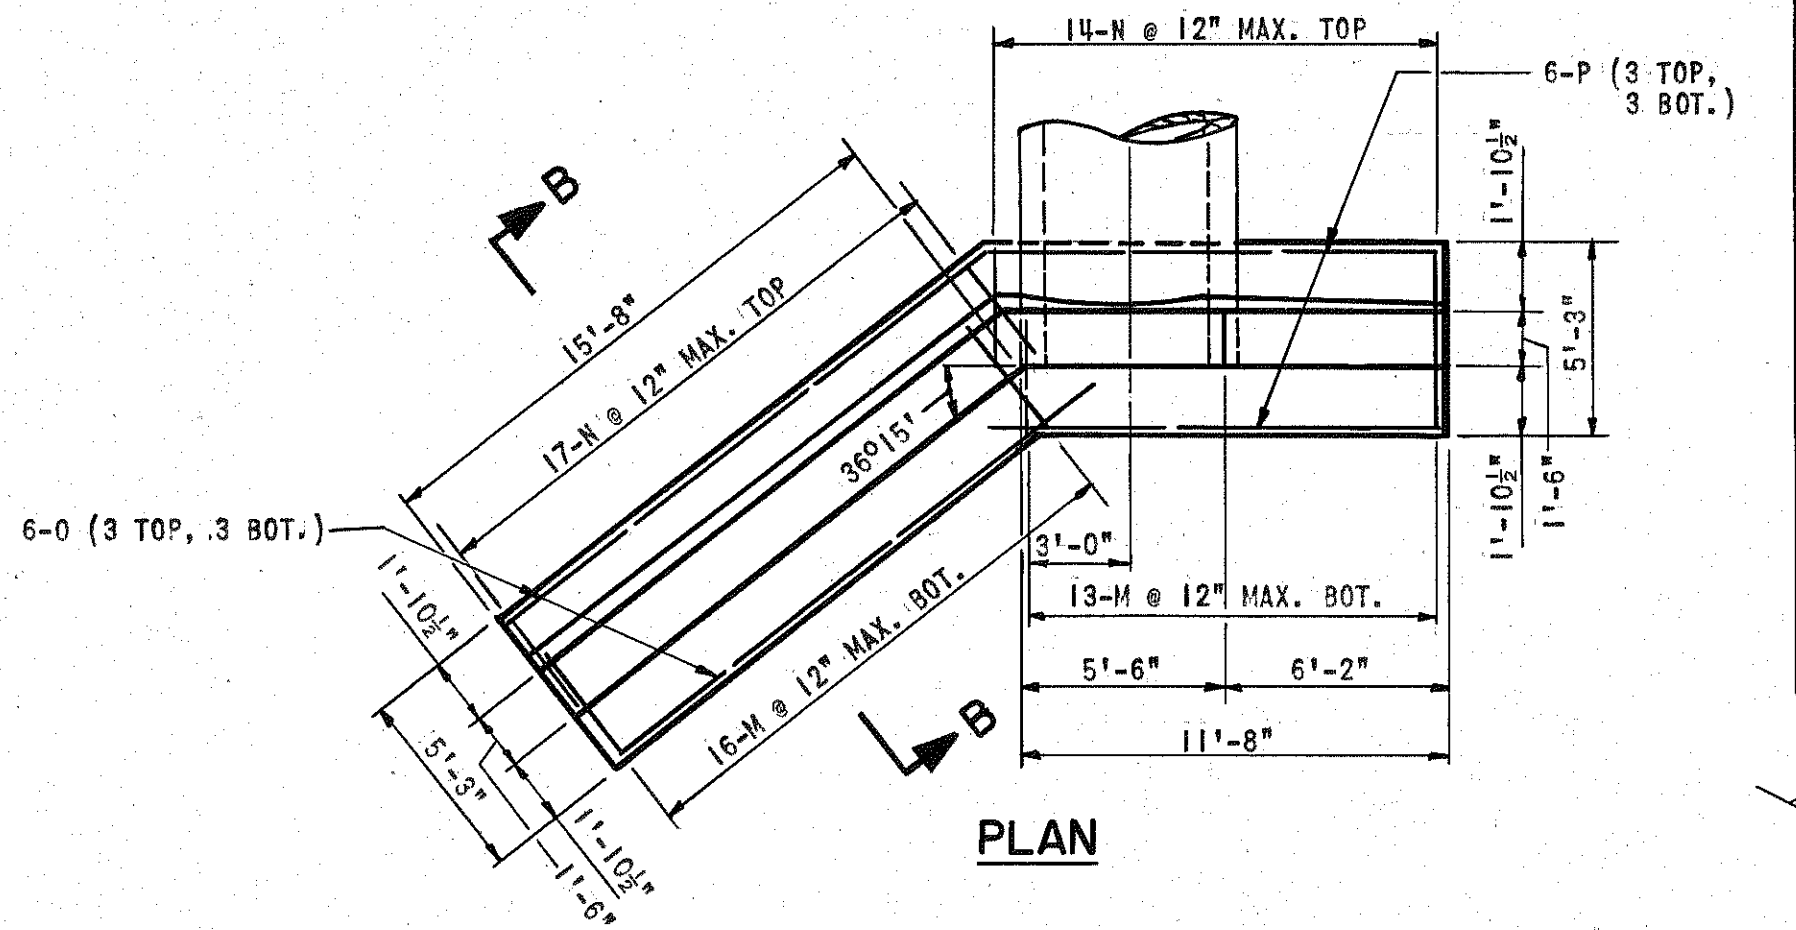 14-N @ 12" MAX. TOP
6-P (3 TOP,
3 BOT.)
1'-10½"
B
15'-8"
17-N @ 12" MAX. TOP
5'-3"
36°15'
6-O (3 TOP, 3 BOT.)
1'-10½"
1'-6"
3'-0"
1'-10½"
16-M @ 12" MAX. BOT.
13-M @ 12" MAX. BOT.
5'-6"
6'-2"
B
11'-8"
5'-3"
1'-10½"
1'-6"
PLAN